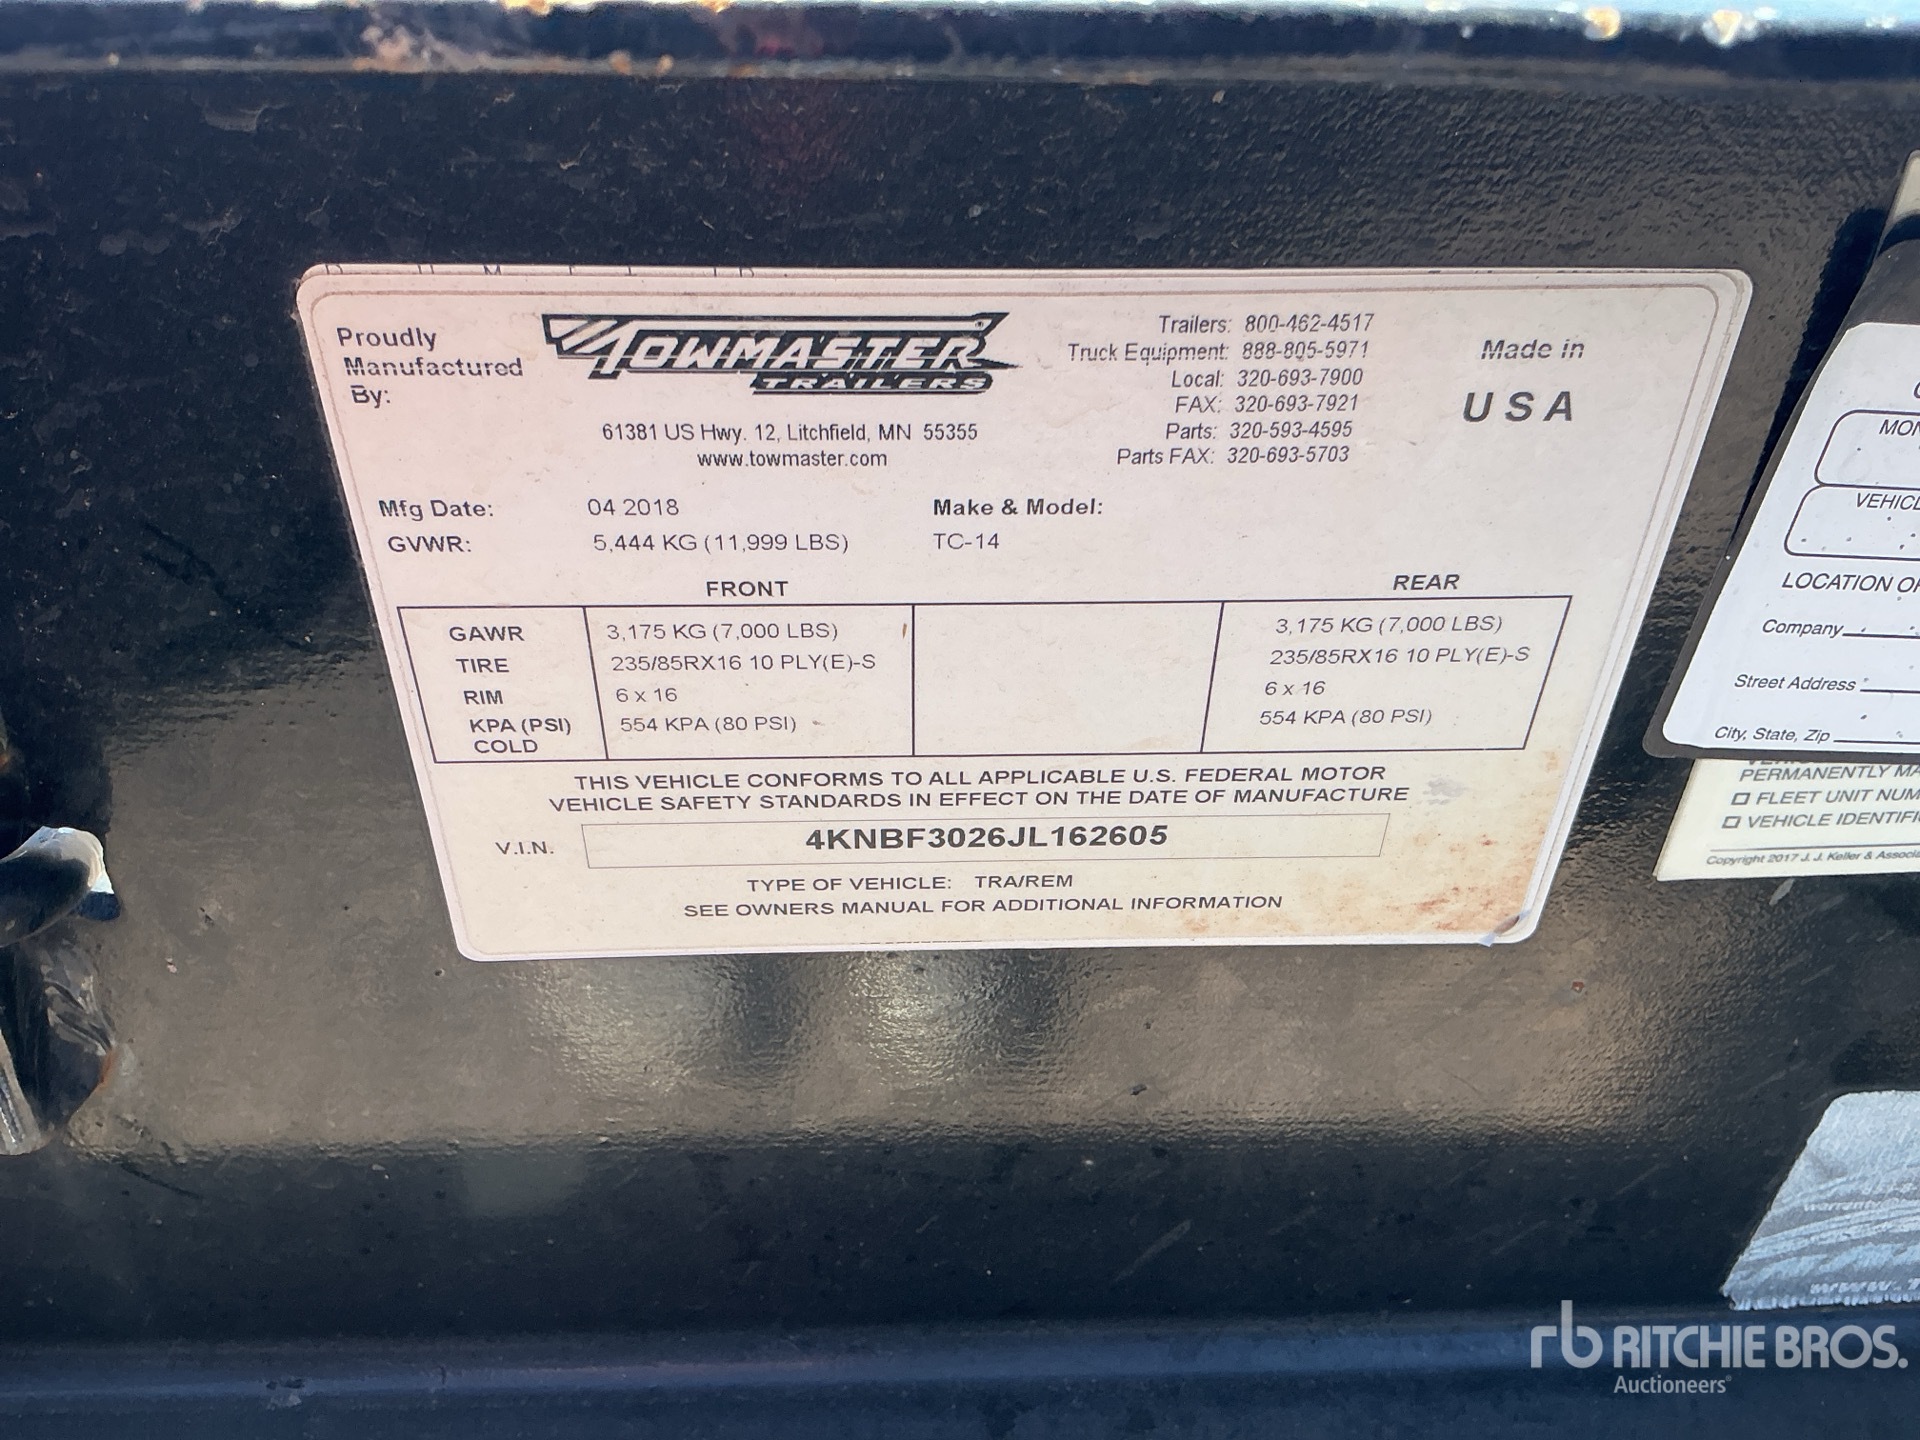 Proudly
Manufactured
By:
TOWMASTER
TRAILERS
61381 US Hwy. 12, Litchfield, MN 55355
www.towmaster.com
Trailers: 800-462-4517
Truck Equipment: 888-805-5971
Local: 320-693-7900
FAX: 320-693-7921
Parts: 320-593-4595
Parts FAX: 320-693-5703
Made in
USA
Mfg Date: 04 2018
Make & Model:
GVWR: 5,444 KG (11,999 LBS)
TC-14
FRONT REAR
GAWR 3,175 KG (7,000 LBS) 3,175 KG (7,000 LBS)
TIRE 235/85RX16 10 PLY(E)-S 235/85RX16 10 PLY(E)-S
RIM 6 x 16 6 x 16
KPA (PSI) 554 KPA (80 PSI) 554 KPA (80 PSI)
COLD
THIS VEHICLE CONFORMS TO ALL APPLICABLE U.S. FEDERAL MOTOR
VEHICLE SAFETY STANDARDS IN EFFECT ON THE DATE OF MANUFACTURE
V.I.N. 4KNBF3026JL162605
TYPE OF VEHICLE: TRA/REM
SEE OWNERS MANUAL FOR ADDITIONAL INFORMATION
MON
VEHICL
LOCATION OF
Company
Street Address
City, State, Zip
PERMANENTLY MA
FLEET UNIT NUM
VEHICLE IDENTIFI
Copyright 2017 J. J. Keller & Associa
www.T
rb RITCHIE BROS.
Auctioneers